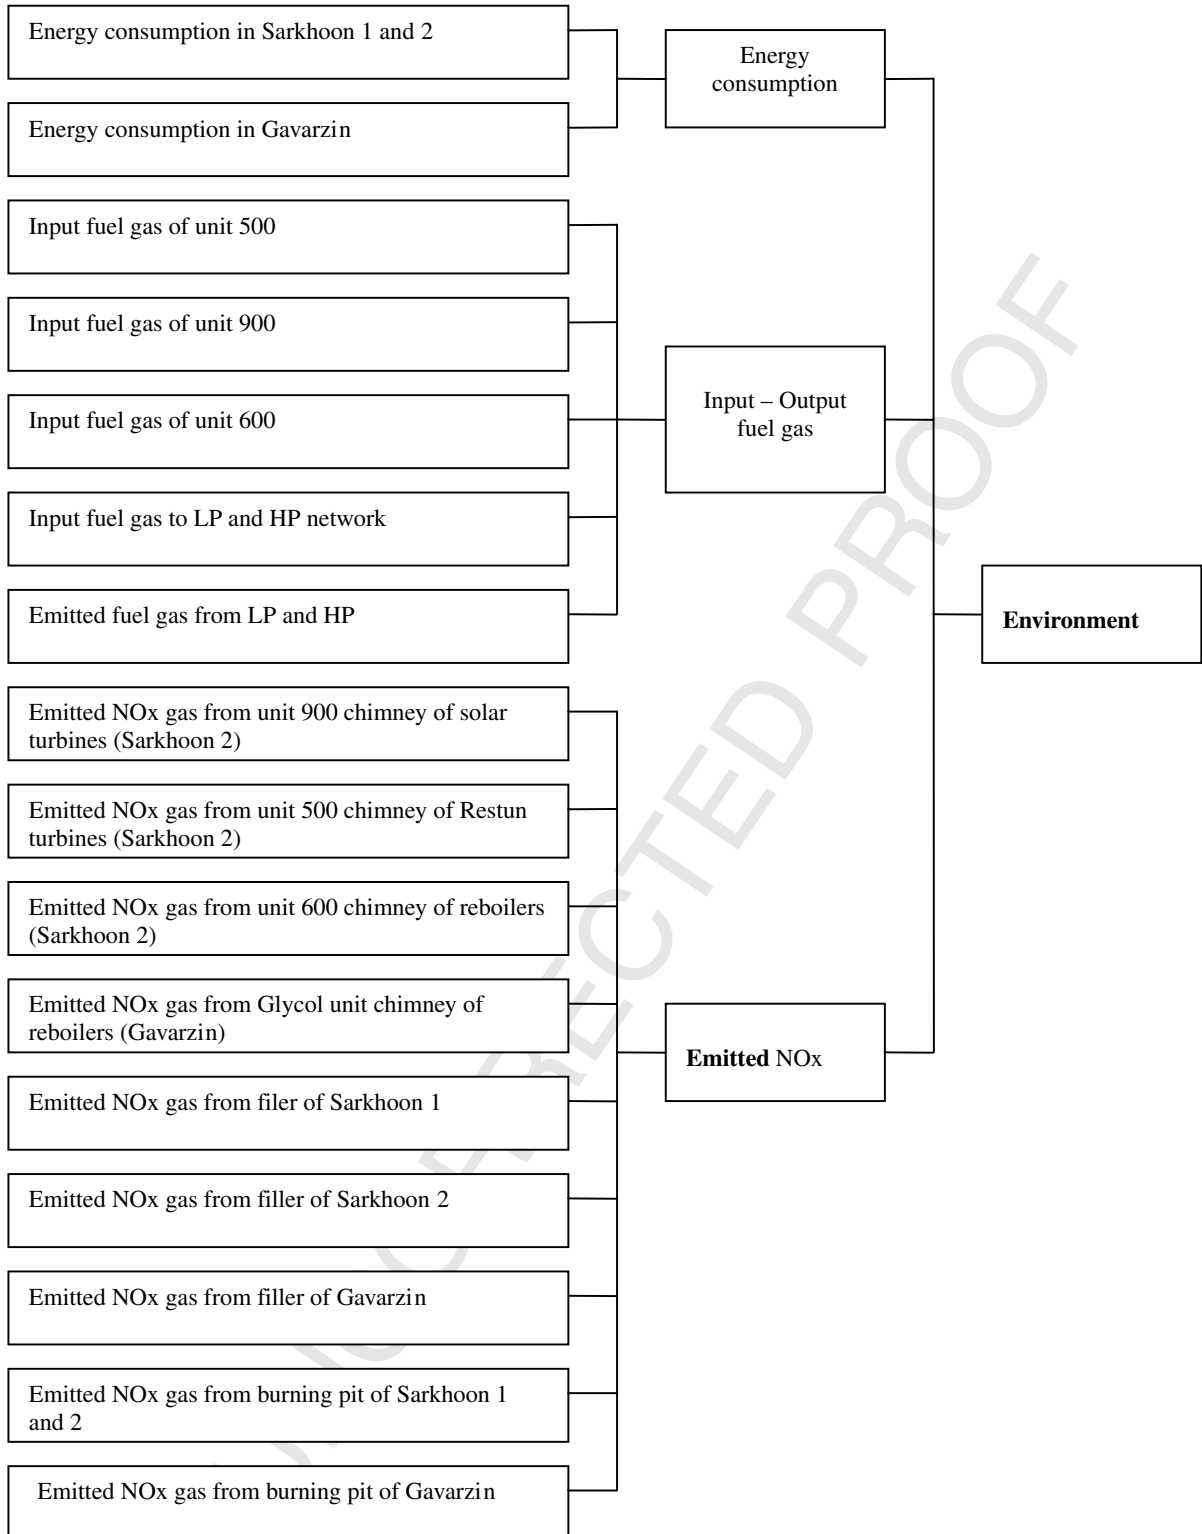 Energy consumption in Sarkhoon 1 and 2
Energy consumption in Gavarzin
Input fuel gas of unit 500
Input fuel gas of unit 900
Input fuel gas of unit 600
Input fuel gas to LP and HP network
Emitted fuel gas from LP and HP
Emitted NOx gas from unit 900 chimney of solar
turbines (Sarkhoon 2)
Emitted NOx gas from unit 500 chimney of Restun
turbines (Sarkhoon 2)
Emitted NOx gas from unit 600 chimney of reboilers
(Sarkhoon 2)
Emitted NOx gas from Glycol unit chimney of
reboilers (Gavarzin)
Emitted NOx gas from filer of Sarkhoon 1
Emitted NOx gas from filler of Sarkhoon 2
Emitted NOx gas from filler of Gavarzin
Emitted NOx gas from burning pit of Sarkhoon 1
and 2
Emitted NOx gas from burning pit of Gavarzin
Energy
consumption
Input – Output
fuel gas
Emitted NOx
Environment
RECTED PROOF